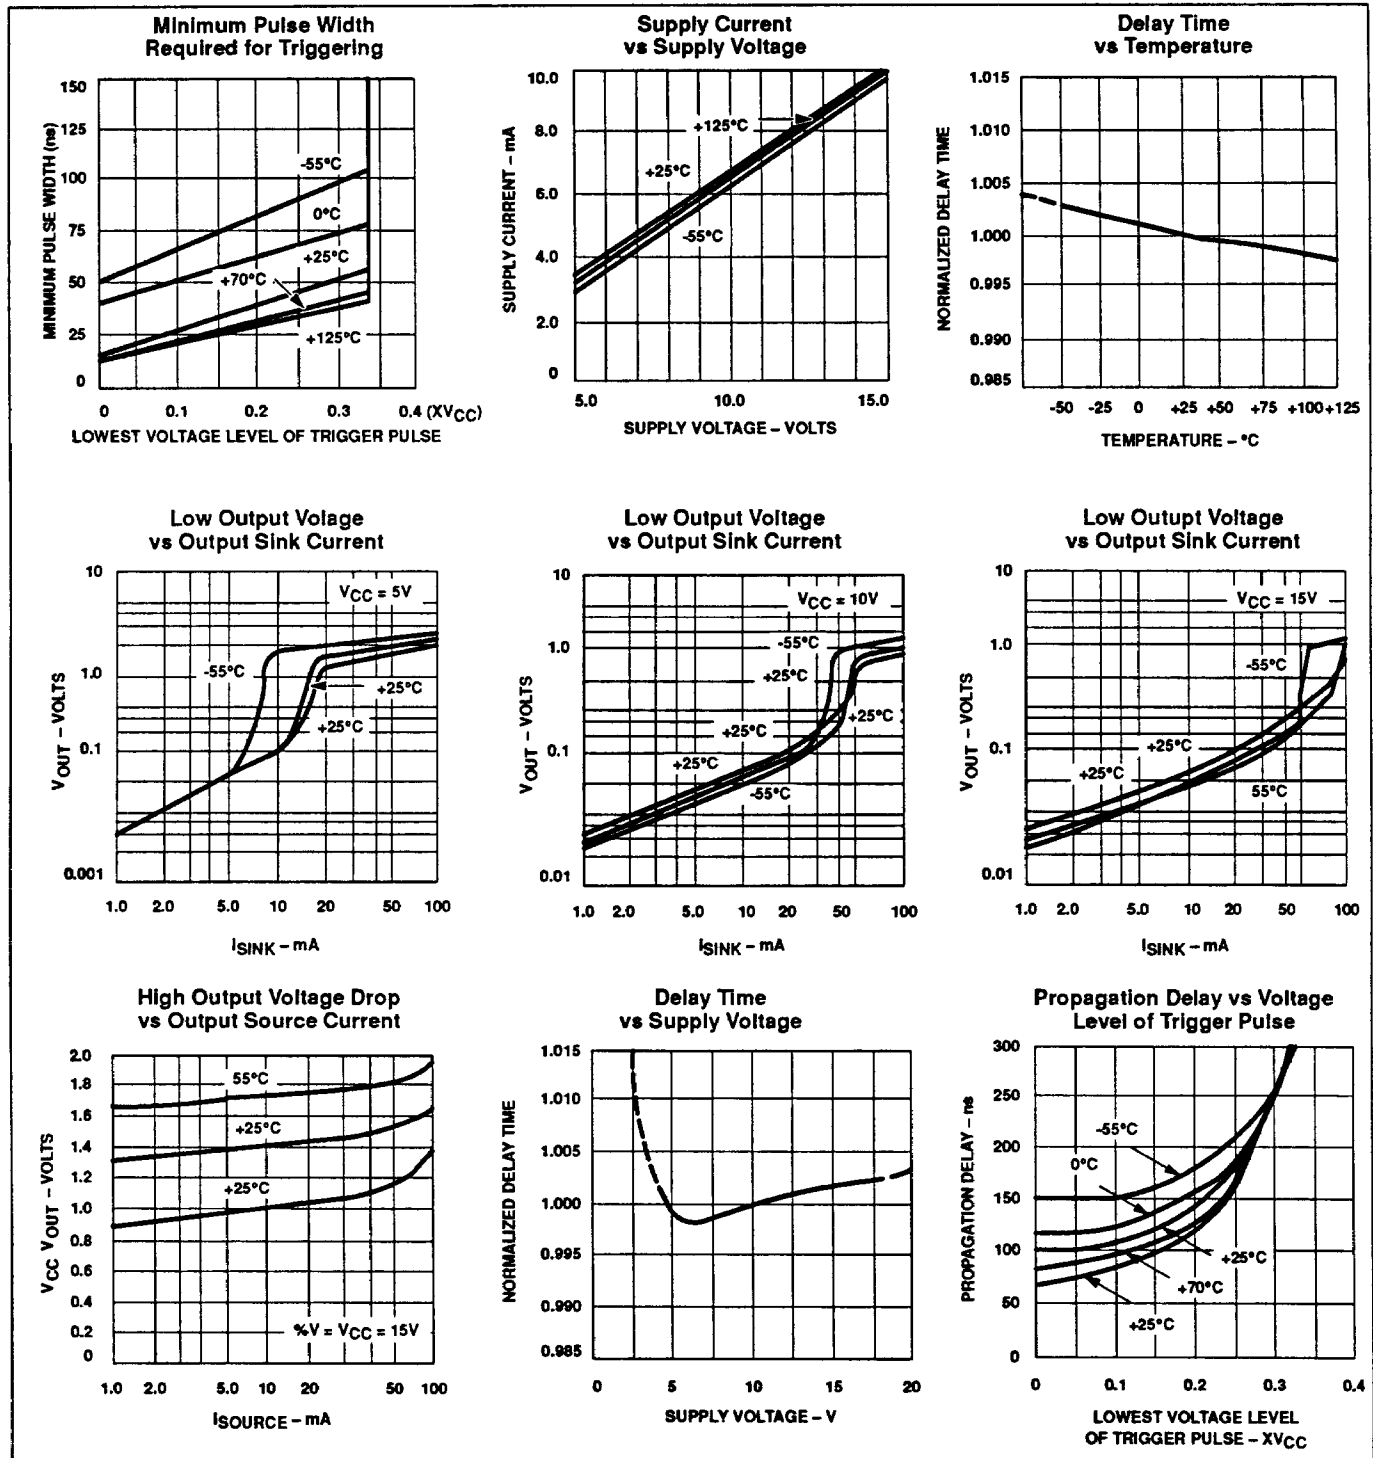 Minimum Pulse Width
Required for Triggering
MINIMUM PULSE WIDTH (ns)
150
125
100
75
50
25
0
-55°C
0°C
+25°C
+70°C
+125°C
0 0.1 0.2 0.3 0.4 (XVCC)
LOWEST VOLTAGE LEVEL OF TRIGGER PULSE
Supply Current
vs Supply Voltage
SUPPLY CURRENT – mA
10.0
8.0
6.0
4.0
2.0
0
+125°C
+25°C
-55°C
5.0 10.0 15.0
SUPPLY VOLTAGE – VOLTS
Delay Time
vs Temperature
NORMALIZED DELAY TIME
1.015
1.010
1.005
1.000
0.995
0.990
0.985
-50 -25 0 +25 +50 +75 +100 +125
TEMPERATURE – °C
Low Output Volage
vs Output Sink Current
VOUT – VOLTS
10
1.0
0.1
0.001
VCC = 5V
-55°C
+25°C
+25°C
1.0 2.0 5.0 10 20 50 100
ISINK – mA
Low Output Voltage
vs Output Sink Current
VOUT – VOLTS
10
1.0
0.1
0.01
VCC = 10V
-55°C
+25°C
+25°C
+25°C
+25°C
-55°C
1.0 2.0 5.0 10 20 50 100
ISINK – mA
Low Outupt Voltage
vs Output Sink Current
VOUT – VOLTS
10
1.0
0.1
0.01
VCC = 15V
-55°C
+25°C
+25°C
55°C
1.0 2.0 5.0 10 20 50 100
ISINK – mA
High Output Voltage Drop
vs Output Source Current
VCC VOUT – VOLTS
2.0
1.8
1.6
1.4
1.2
1.0
0.8
0.6
0.4
0.2
0
55°C
+25°C
+25°C
%V = VCC = 15V
1.0 2.0 5.0 10 20 50 100
ISOURCE – mA
Delay Time
vs Supply Voltage
NORMALIZED DELAY TIME
1.015
1.010
1.005
1.000
0.995
0.990
0.985
0 5 10 15 20
SUPPLY VOLTAGE – V
Propagation Delay vs Voltage
Level of Trigger Pulse
PROPAGATION DELAY – ns
300
250
200
150
100
50
0
-55°C
0°C
+25°C
+70°C
+25°C
0 0.1 0.2 0.3 0.4
LOWEST VOLTAGE LEVEL
OF TRIGGER PULSE – XVCC